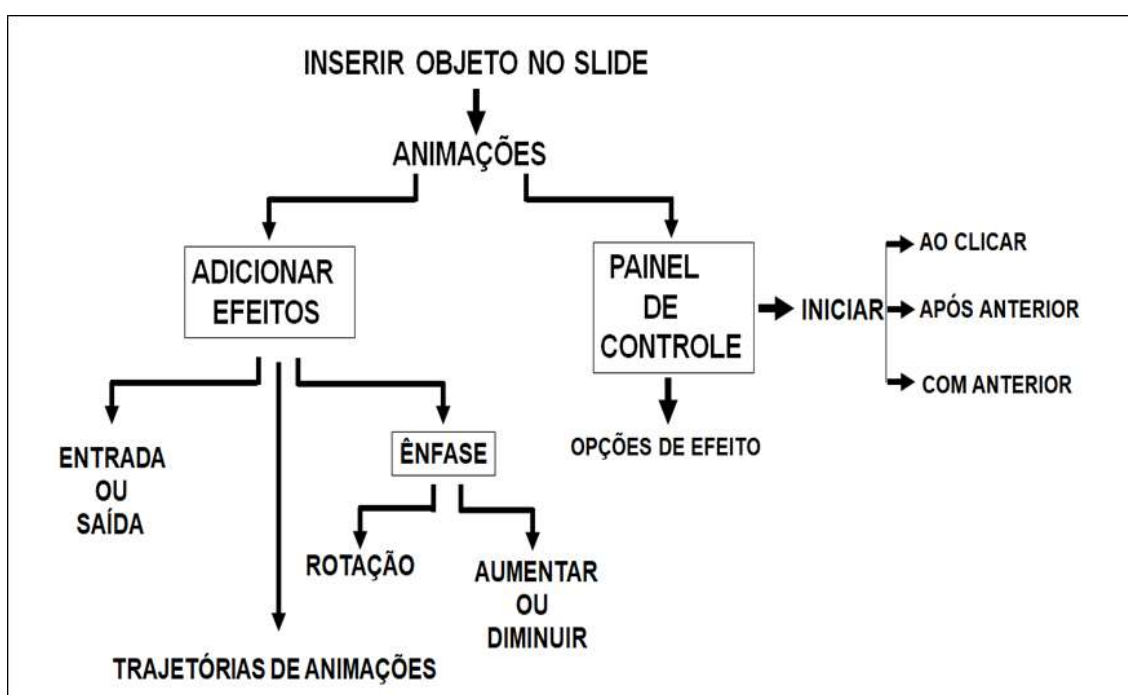 INSERIR OBJETO NO SLIDE
ANIMAÇÕES
ADICIONAR
EFEITOS
ENTRADA
OU
SAÍDA
TRAJETÓRIAS DE ANIMAÇÕES
ÊNFASE
ROTAÇÃO
AUMENTAR
OU
DIMINUIR
PAINEL
DE
CONTROLE
OPÇÕES DE EFEITO
INICIAR
AO CLICAR
APÓS ANTERIOR
COM ANTERIOR